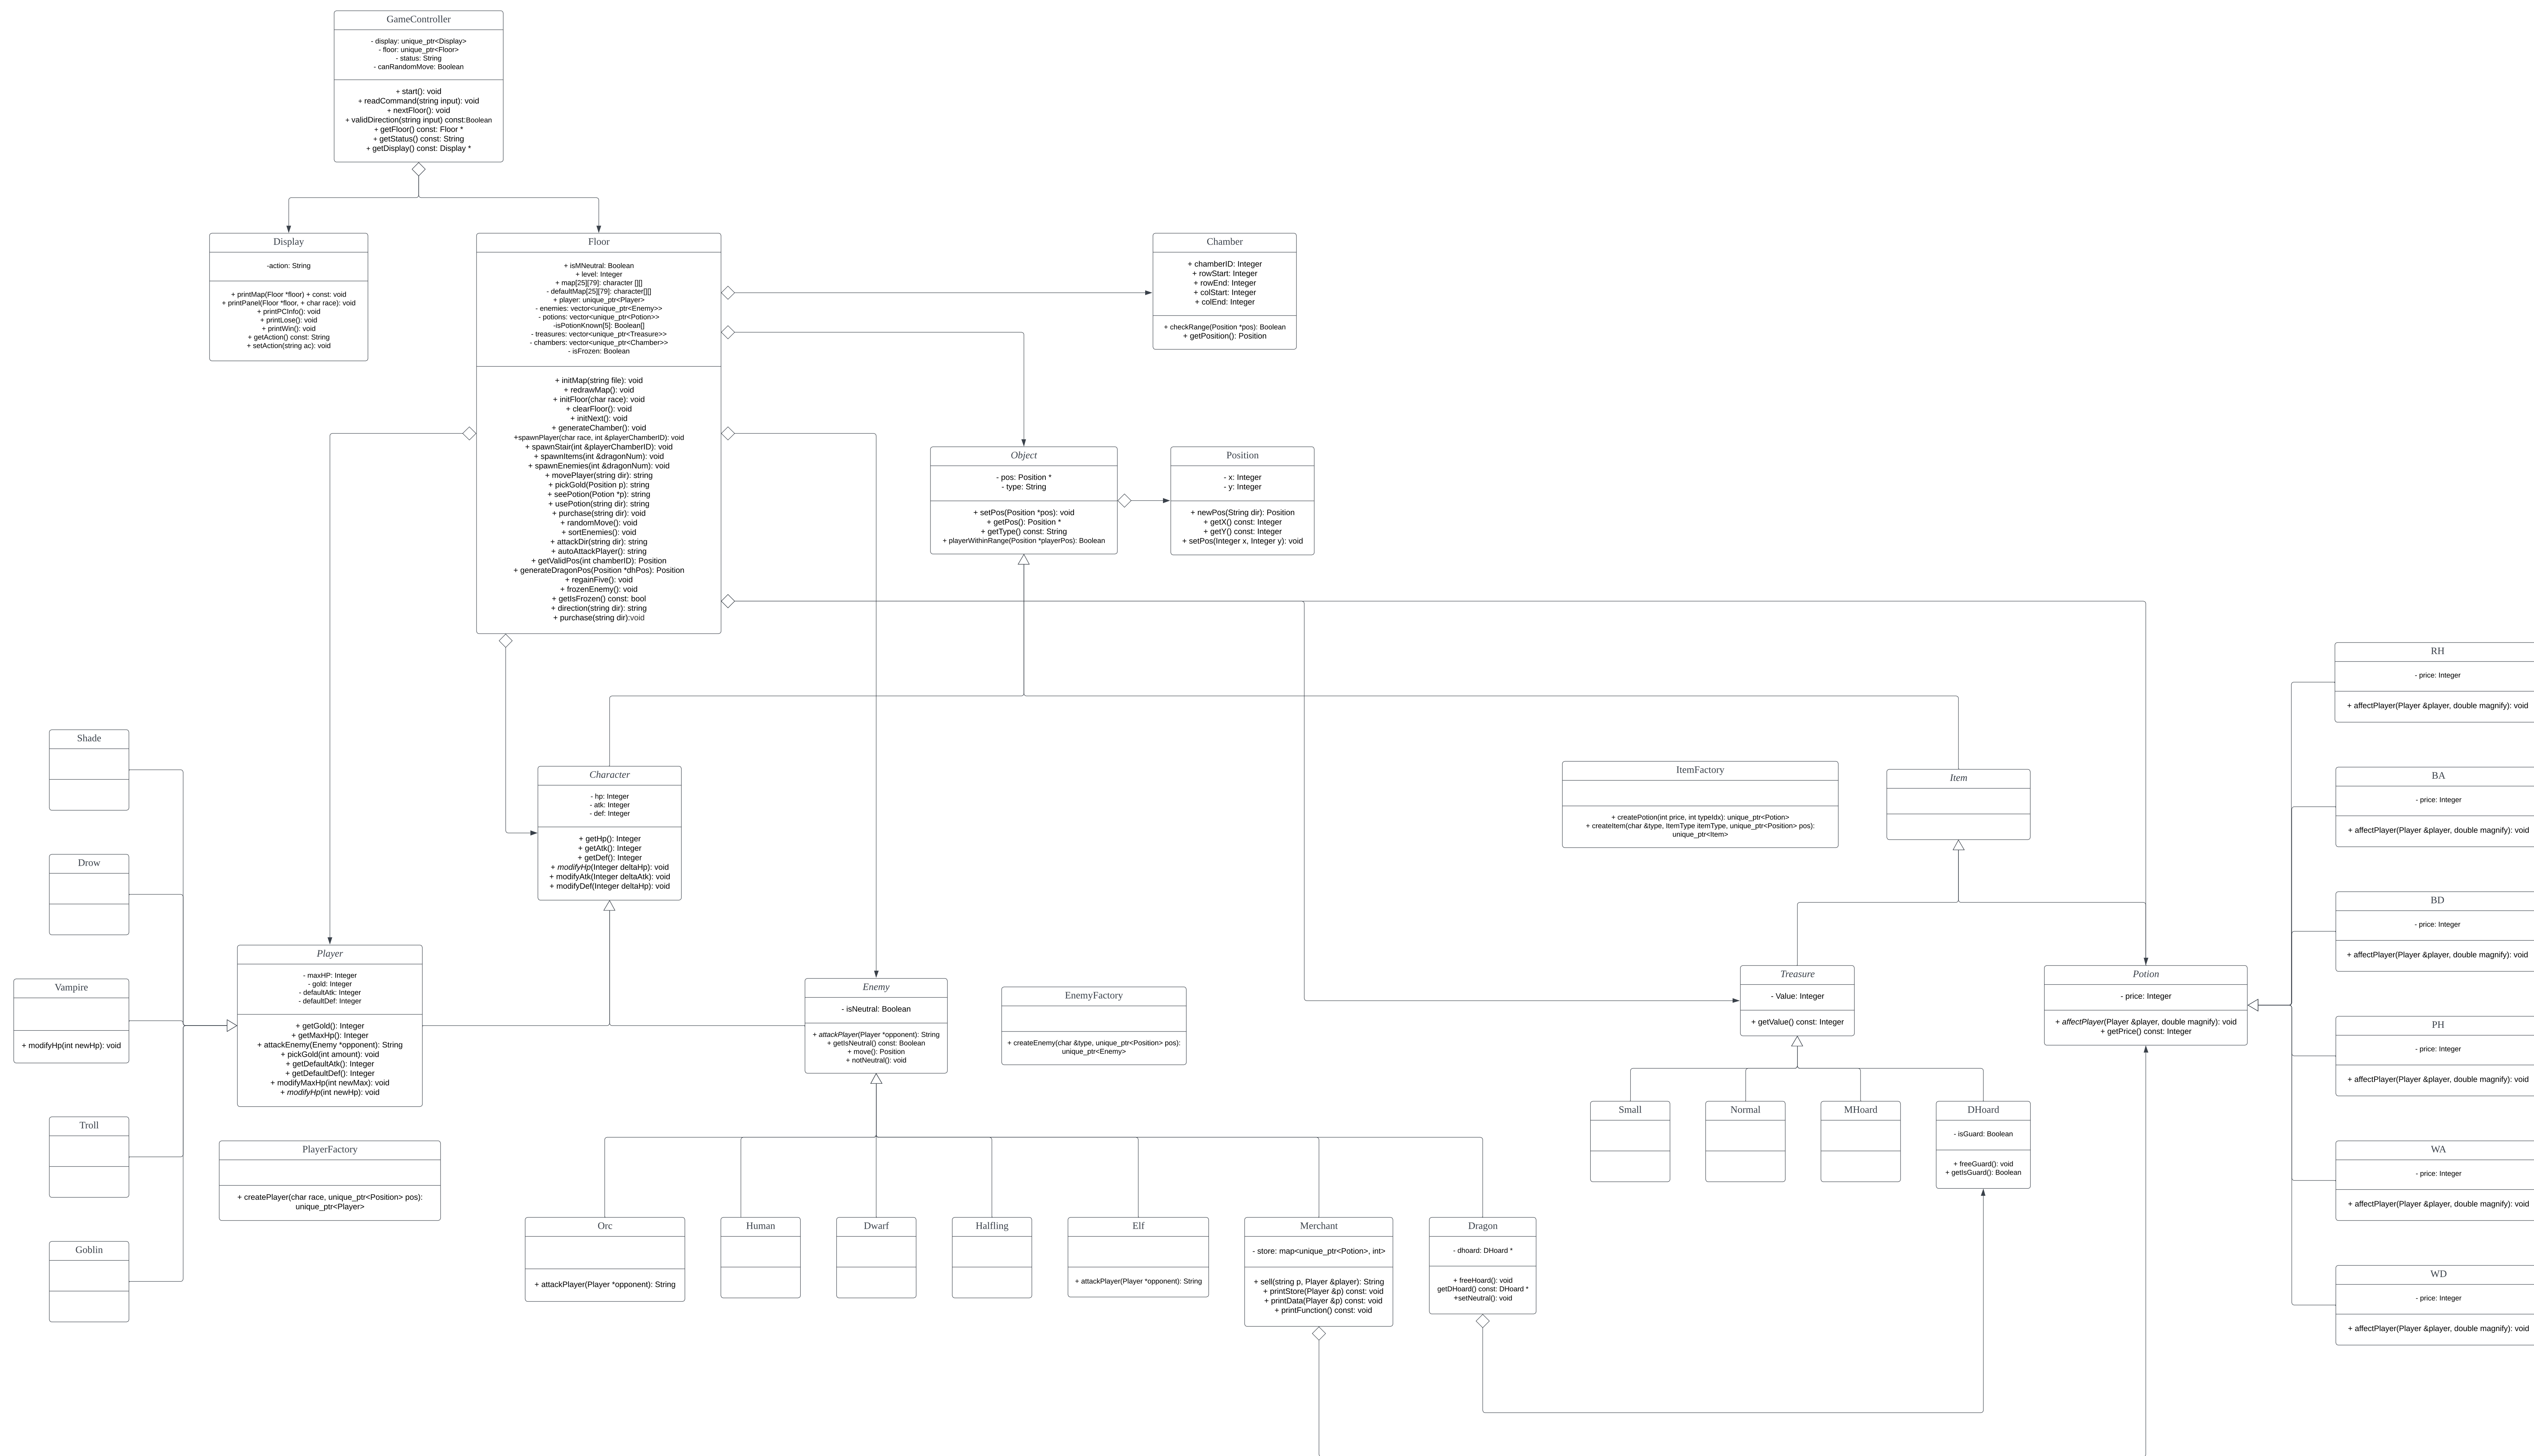 GameController
- display: unique_ptr<Display>
- floor: unique_ptr<Floor>
- status: String
- canRandomMove: Boolean
+ start(): void
+ readCommand(string input): void
+ nextFloor(): void
+ validDirection(string input) const:Boolean
+ getFloor() const: Floor *
+ getStatus() const: String
+ getDisplay() const: Display *
Display
-action: String
+ printMap(Floor *floor) + const: void
+ printPanel(Floor *floor, + char race): void
+ printPCInfo(): void
+ printLose(): void
+ printWin(): void
+ getAction() const: String
+ setAction(string ac): void
Floor
+ isMNeutral: Boolean
+ level: Integer
+ map[25][79]: character [][]
- defaultMap[25][79]: character[][]
+ player: unique_ptr<Player>
- enemies: vector<unique_ptr<Enemy>>
- potions: vector<unique_ptr<Potion>>
-isPotionKnown[5]: Boolean[]
- treasures: vector<unique_ptr<Treasure>>
- chambers: vector<unique_ptr<Chamber>>
- isFrozen: Boolean
+ initMap(string file): void
+ redrawMap(): void
+ initFloor(char race): void
+ clearFloor(): void
+ initNext(): void
+ generateChamber(): void
+spawnPlayer(char race, int &playerChamberID): void
+ spawnStair(int &playerChamberID): void
+ spawnItems(int &dragonNum): void
+ spawnEnemies(int &dragonNum): void
+ movePlayer(string dir): string
+ pickGold(Position p): string
+ seePotion(Potion *p): string
+ usePotion(string dir): string
+ purchase(string dir): void
+ randomMove(): void
+ sortEnemies(): void
+ attackDir(string dir): string
+ autoAttackPlayer(): string
+ getValidPos(int chamberID): Position
+ generateDragonPos(Position *dhPos): Position
+ regainFive(): void
+ frozenEnemy(): void
+ getIsFrozen() const: bool
+ direction(string dir): string
+ purchase(string dir):void
Chamber
+ chamberID: Integer
+ rowStart: Integer
+ rowEnd: Integer
+ colStart: Integer
+ colEnd: Integer
+ checkRange(Position *pos): Boolean
+ getPosition(): Position
Object
- pos: Position *
- type: String
+ setPos(Position *pos): void
+ getPos(): Position *
+ getType() const: String
+ playerWithinRange(Position *playerPos): Boolean
Position
- x: Integer
- y: Integer
+ newPos(String dir): Position
+ getX() const: Integer
+ getY() const: Integer
+ setPos(Integer x, Integer y): void
RH
- price: Integer
+ affectPlayer(Player &player, double magnify): void
Shade
Character
- hp: Integer
- atk: Integer
- def: Integer
+ getHp(): Integer
+ getAtk(): Integer
+ getDef(): Integer
+ modifyHp(Integer deltaHp): void
+ modifyAtk(Integer deltaAtk): void
+ modifyDef(Integer deltaHp): void
ItemFactory
+ createPotion(int price, int typeIdx): unique_ptr<Potion>
+ createItem(char &type, ItemType itemType, unique_ptr<Position> pos):
unique_ptr<Item>
Item
BA
- price: Integer
+ affectPlayer(Player &player, double magnify): void
Drow
BD
- price: Integer
+ affectPlayer(Player &player, double magnify): void
Vampire
+ modifyHp(int newHp): void
Player
- maxHP: Integer
- gold: Integer
- defaultAtk: Integer
- defaultDef: Integer
+ getGold(): Integer
+ getMaxHp(): Integer
+ attackEnemy(Enemy *opponent): String
+ pickGold(int amount): void
+ getDefaultAtk(): Integer
+ getDefaultDef(): Integer
+ modifyMaxHp(int newMax): void
+ modifyHp(int newHp): void
Enemy
- isNeutral: Boolean
+ attackPlayer(Player *opponent): String
+ getIsNeutral() const: Boolean
+ move(): Position
+ notNeutral(): void
EnemyFactory
+ createEnemy(char &type, unique_ptr<Position> pos):
unique_ptr<Enemy>
Treasure
- Value: Integer
+ getValue() const: Integer
Potion
- price: Integer
+ affectPlayer(Player &player, double magnify): void
+ getPrice() const: Integer
PH
- price: Integer
+ affectPlayer(Player &player, double magnify): void
Troll
PlayerFactory
+ createPlayer(char race, unique_ptr<Position> pos):
unique_ptr<Player>
Small
Normal
MHoard
DHoard
- isGuard: Boolean
+ freeGuard(): void
+ getIsGuard(): Boolean
WA
- price: Integer
+ affectPlayer(Player &player, double magnify): void
Goblin
Orc
+ attackPlayer(Player *opponent): String
Human
Dwarf
Halfling
Elf
+ attackPlayer(Player *opponent): String
Merchant
- store: map<unique_ptr<Potion>, int>
+ sell(string p, Player &player): String
+ printStore(Player &p) const: void
+ printData(Player &p) const: void
+ printFunction() const: void
Dragon
- dhoard: DHoard *
+ freeHoard(): void
getDHoard() const: DHoard *
+setNeutral(): void
WD
- price: Integer
+ affectPlayer(Player &player, double magnify): void